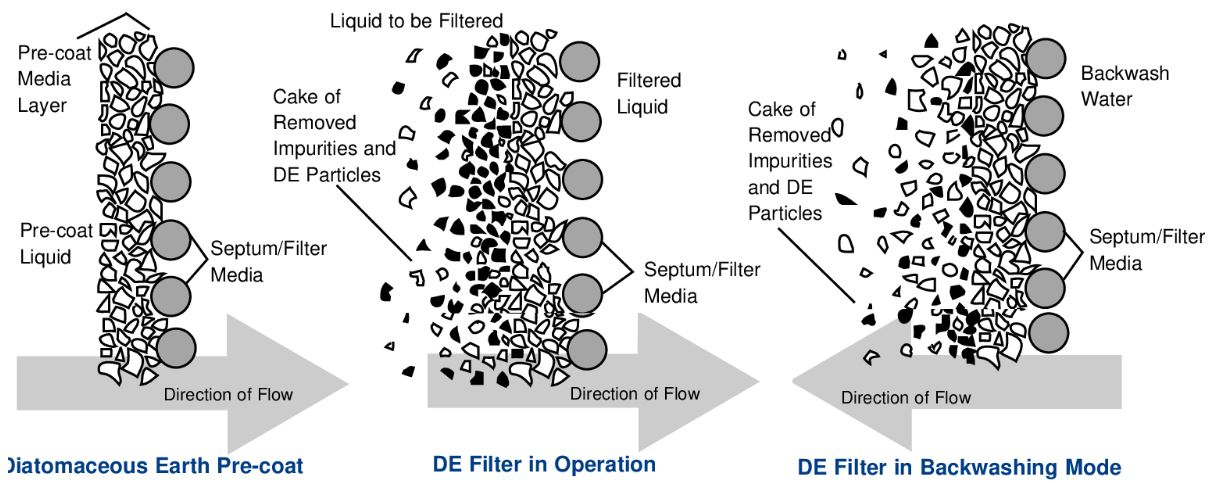 Pre-coat
Media
Layer
Pre-coat
Liquid
Septum/Filter
Media
Direction of Flow
Diatomaceous Earth Pre-coat
Liquid to be Filtered
Cake of
Removed
Impurities and
DE Particles
Filtered
Liquid
Septum/Filter
Media
Direction of Flow
DE Filter in Operation
Cake of
Removed
Impurities
and DE
Particles
Backwash
Water
Septum/Filter
Media
Direction of Flow
DE Filter in Backwashing Mode